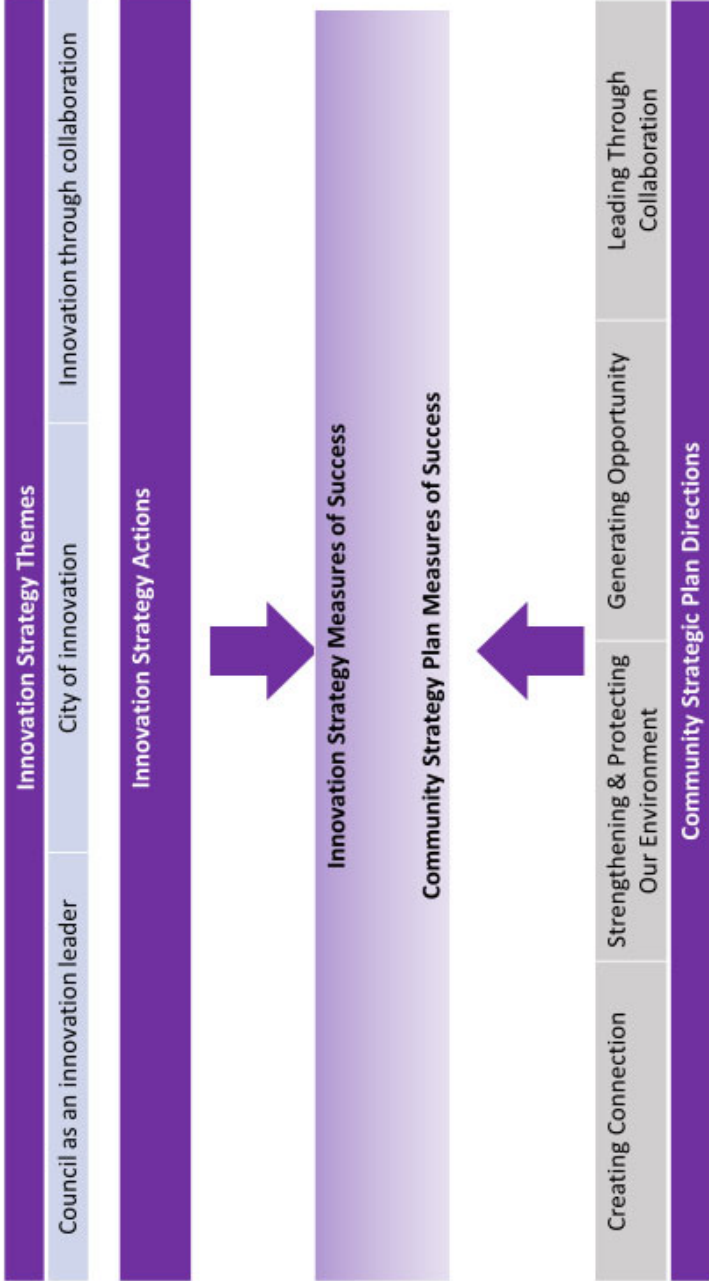 Innovation Strategy Themes
Council as an innovation leader
City of innovation
Innovation through collaboration
Innovation Strategy Actions
Innovation Strategy Measures of Success
Community Strategy Plan Measures of Success
Creating Connection
Strengthening & Protecting
Our Environment
Generating Opportunity
Leading Through
Collaboration
Community Strategic Plan Directions